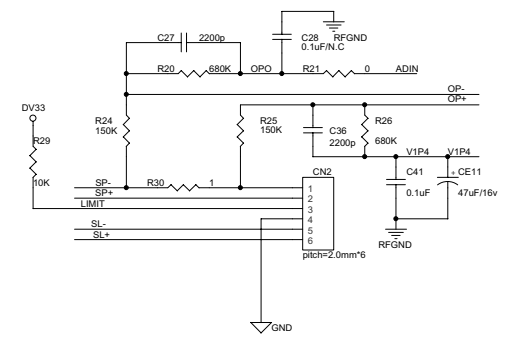 C27 2200p
C28
RFGND
0.1uF/N.C
R20 680K OPO R21 0 ADIN
OP-
OP+
DV33
R24
150K
R25
150K
R26
680K
C36
2200p
R29
10K
V1P4 V1P4
CN2
C41
0.1uF
+ CE11
47uF/16v
SP- R30 1
SP+
LIMIT
SL-
SL+
1
2
3
4
5
6
RFGND
pitch=2.0mm*6
GND